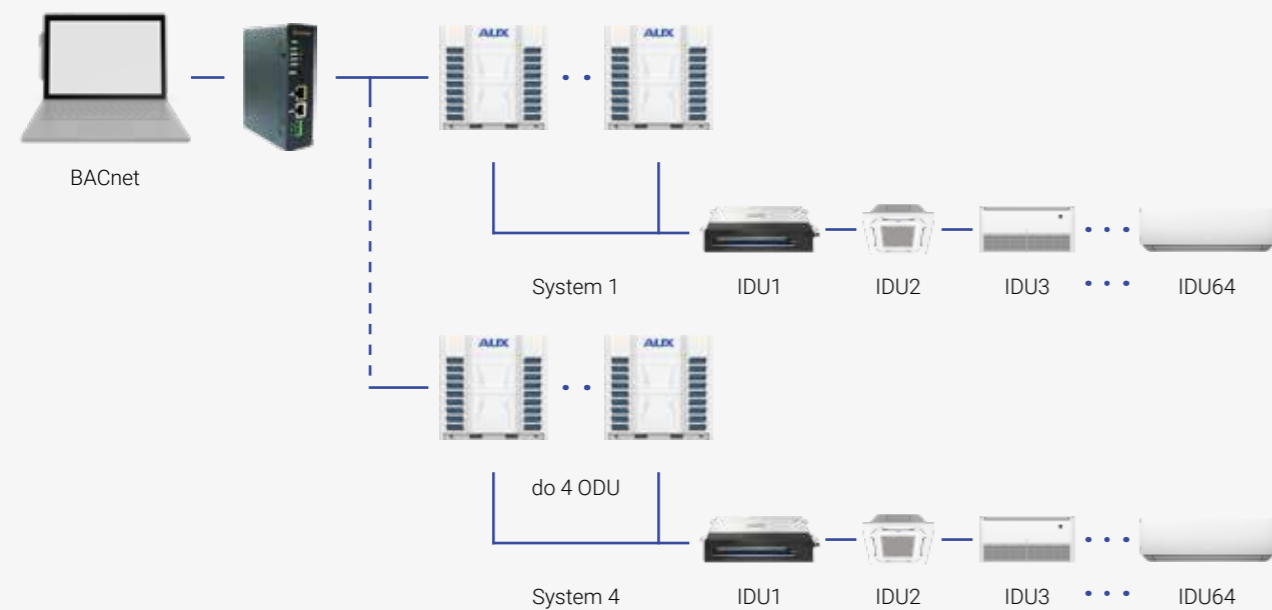 AUX AUX
BACnet
System 1 IDU1 IDU2 IDU3 IDU64
AUX AUX
do 4 ODU
System 4 IDU1 IDU2 IDU3 IDU64